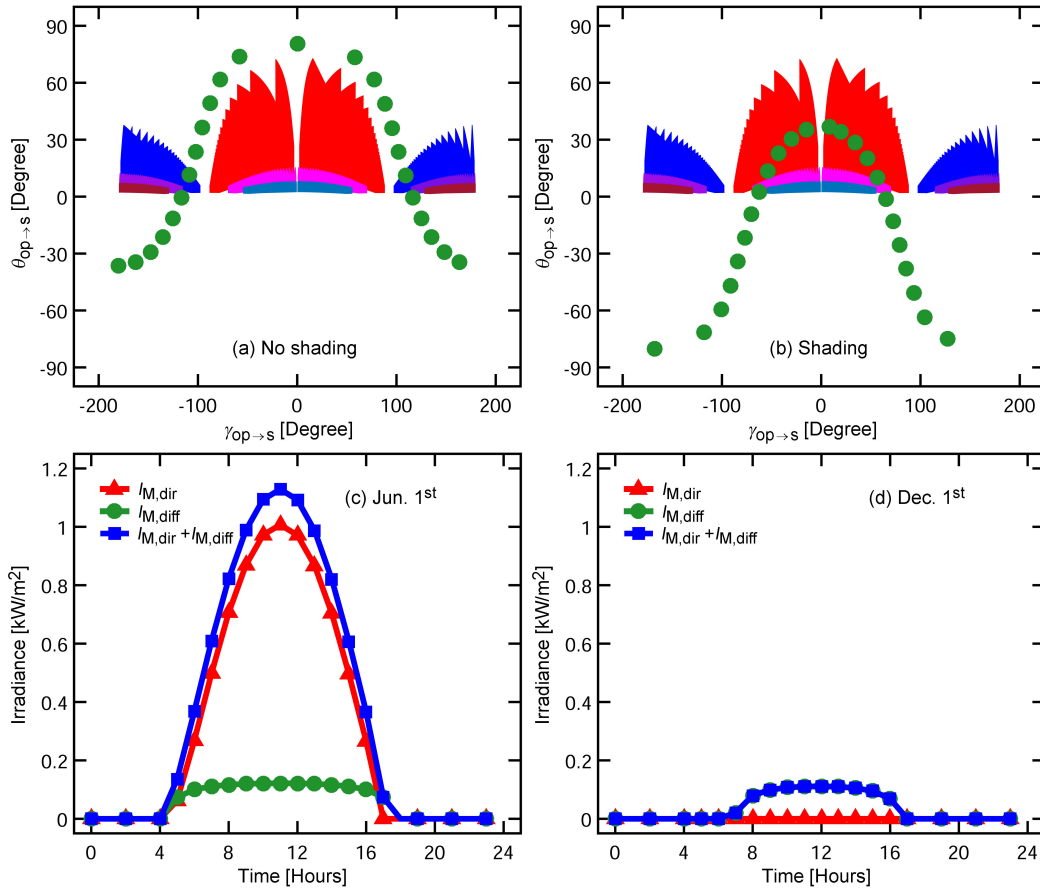 90
60
30
0
-30
-60
-90
θop→s [Degree]
(a) No shading
-200
-100
0
100
200
γop→s [Degree]
90
60
30
0
-30
-60
-90
θop→s [Degree]
(b) Shading
-200
-100
0
100
200
γop→s [Degree]
1.2
1
0.8
0.6
0.4
0.2
0
Irradiance [kW/m²]
IM,dir
IM,diff
IM,dir +IM,diff
(c) Jun. 1st
0
4
8
12
16
20
24
Time [Hours]
1.2
1
0.8
0.6
0.4
0.2
0
Irradiance [kW/m²]
IM,dir
IM,diff
IM,dir +IM,diff
(d) Dec. 1st
0
4
8
12
16
20
24
Time [Hours]